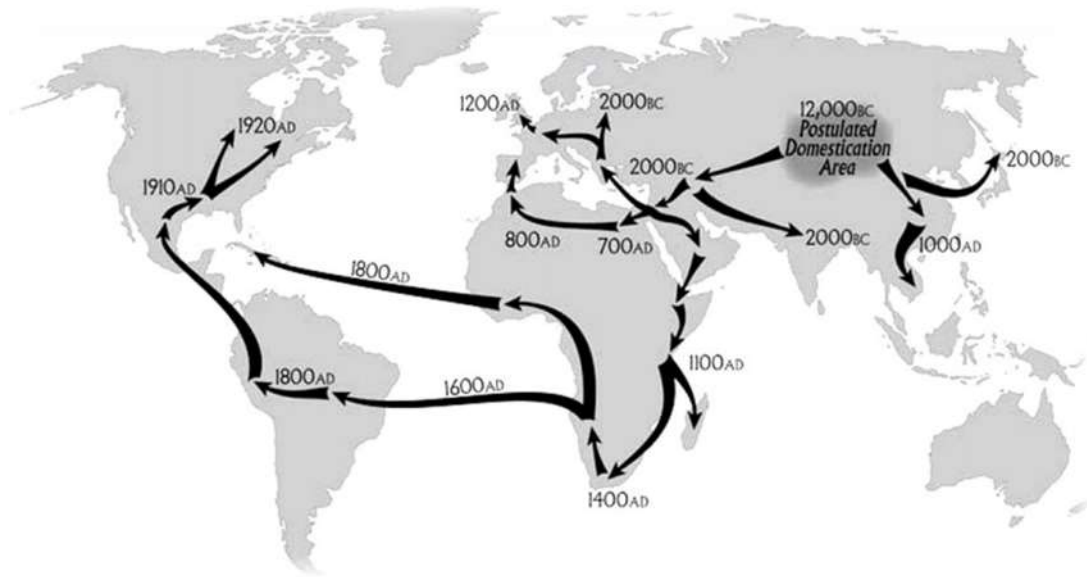 1200AD
2000BC
12,000BC
Postulated
Domestication
Area
1920AD
2000BC
2000BC
1910AD
800AD
700AD
2000BC
1000AD
1800AD
1100AD
1800AD
1600AD
1400AD